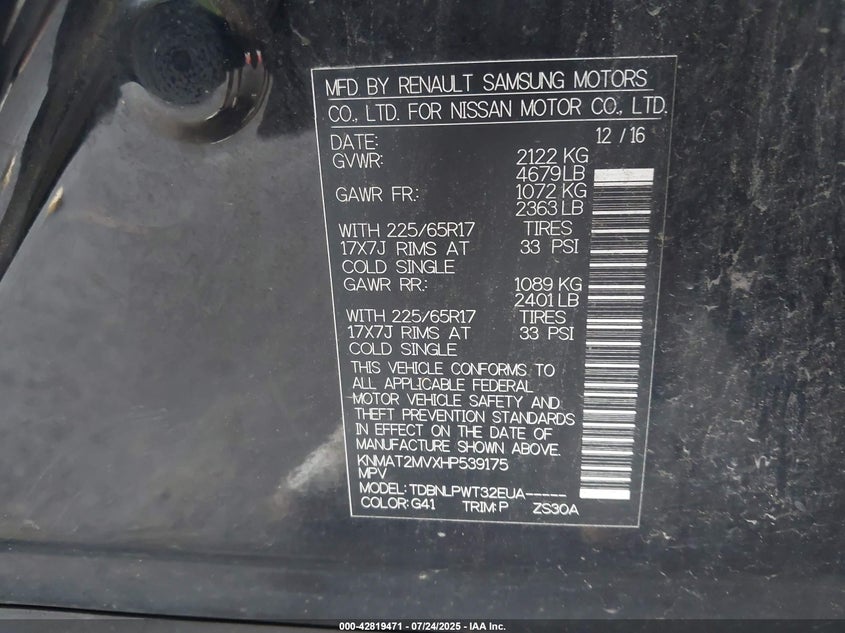 MFD BY RENAULT SAMSUNG MOTORS
CO., LTD. FOR NISSAN MOTOR CO., LTD.
DATE: 12 / 16
GVWR: 2122 KG
4679 LB
GAWR FR.: 1072 KG
2363 LB
WITH 225/65R17 TIRES
17X7J RIMS AT 33 PSI
COLD SINGLE
GAWR RR.: 1089 KG
2401 LB
WITH 225/65R17 TIRES
17X7J RIMS AT 33 PSI
COLD SINGLE
THIS VEHICLE CONFORMS TO
ALL APPLICABLE FEDERAL
MOTOR VEHICLE SAFETY AND
THEFT PREVENTION STANDARDS
IN EFFECT ON THE DATE OF
MANUFACTURE SHOWN ABOVE.
KNMAT2MVXHP539175
MPV
MODEL: TDBNLPWT32EUA-----
COLOR: G41 TRIM: P ZS30A
000-42819471 - 07/24/2025 - IAA Inc.